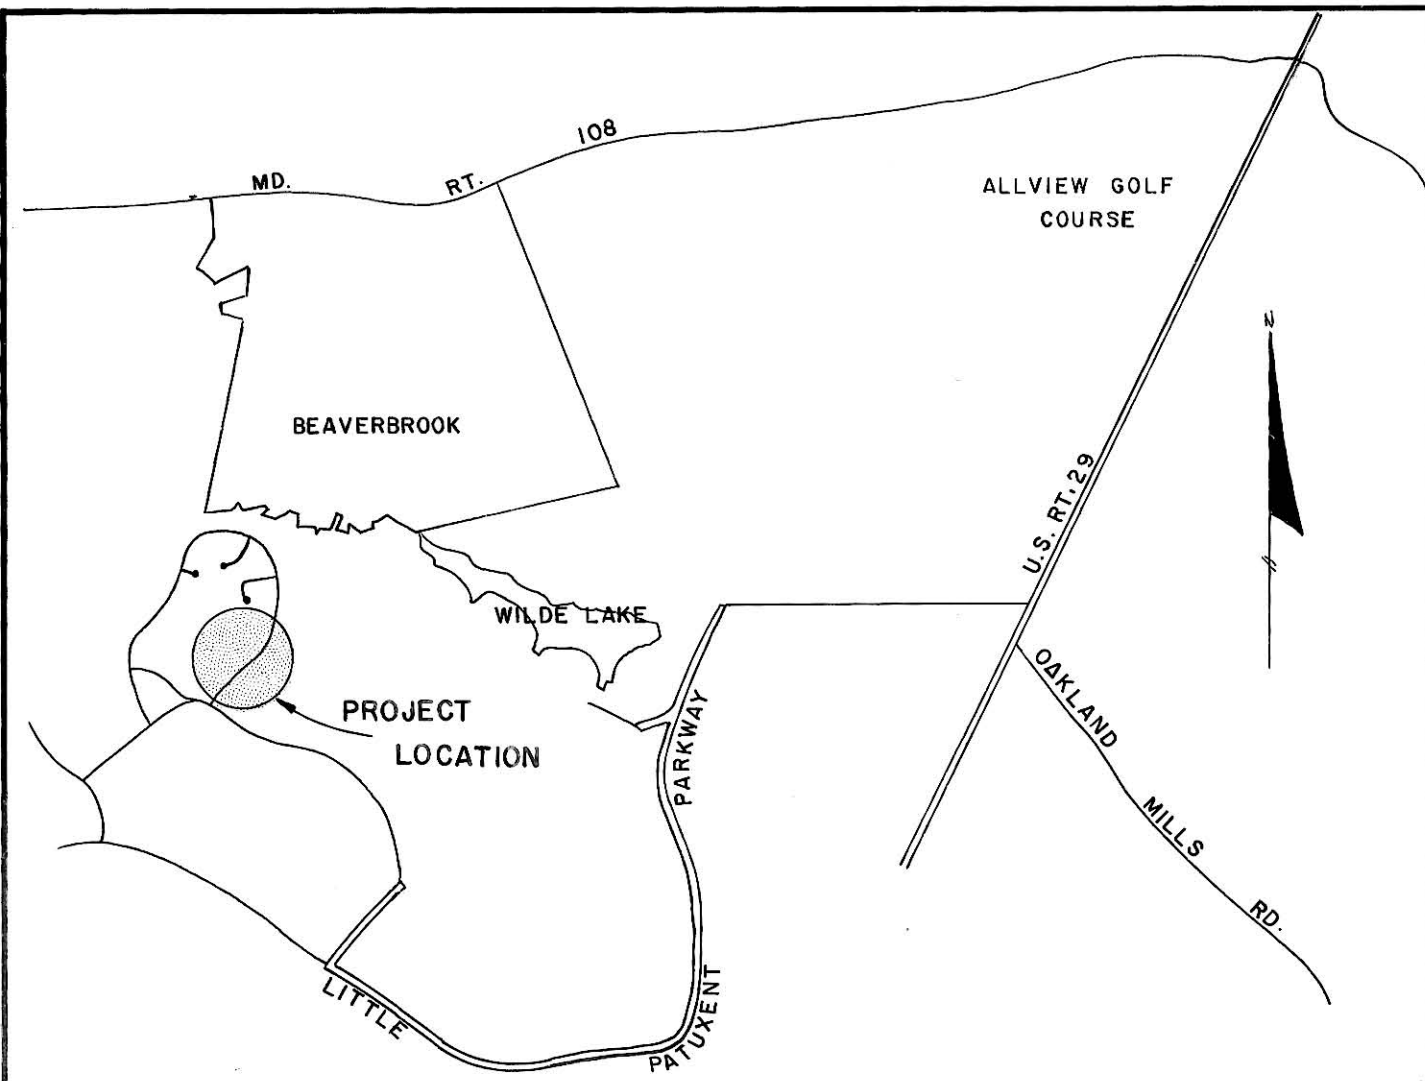 MD. RT. 108
ALLVIEW GOLF
COURSE
N
BEAVERBROOK
U.S. RT. 29
WILDE LAKE
OAKLAND MILLS RD.
PROJECT
LOCATION
LITTLE PATUXENT PARKWAY